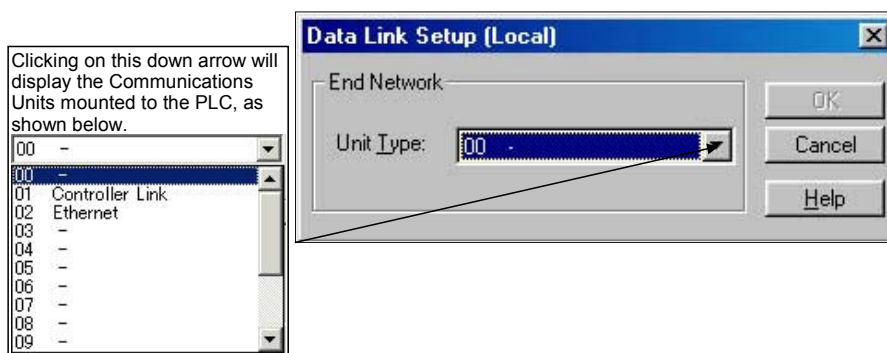 Clicking on this down arrow will
display the Communications
Units mounted to the PLC, as
shown below.
00 –
00 –
01 Controller Link
02 Ethernet
03 –
04 –
05 –
06 –
07 –
08 –
09 –
Data Link Setup (Local)
End Network
Unit Type:
00 -
OK
Cancel
Help